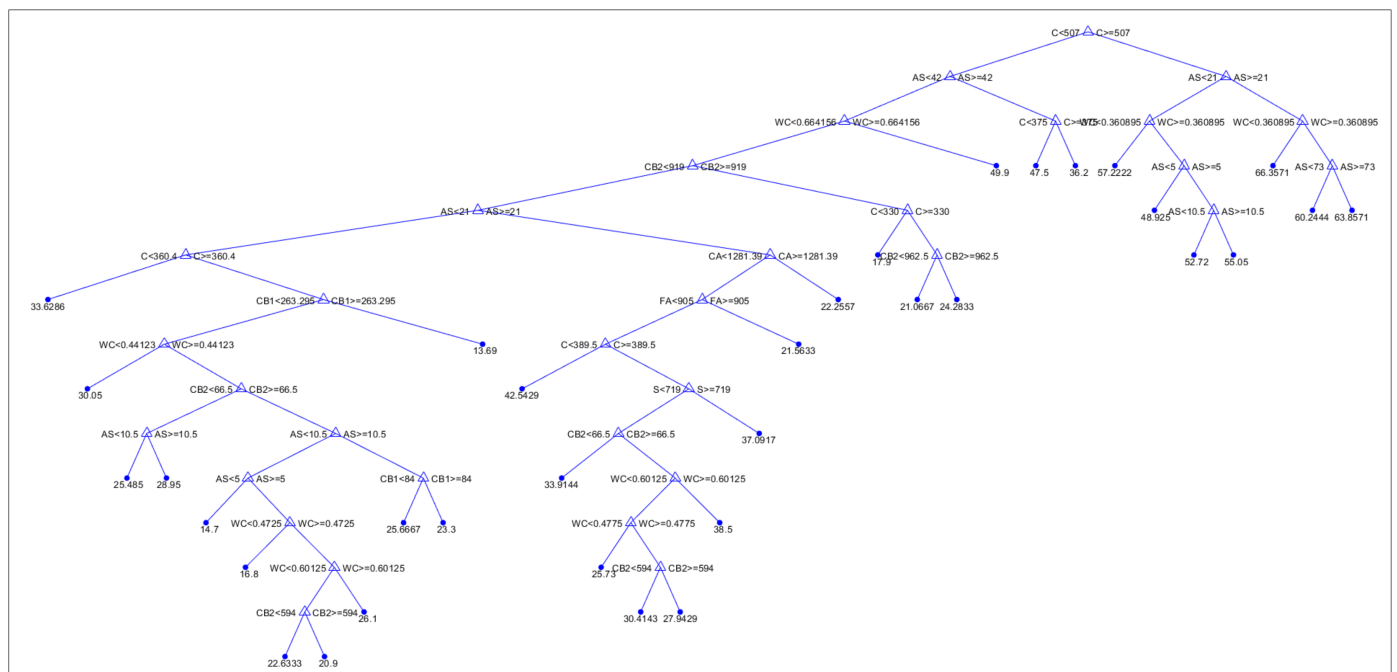 C<507 C>=507
AS<42 AS>=42 AS<21 AS>=21
WC<0.664156 WC>=0.664156 C<375 C>=375 WC<0.360895 WC>=0.360895 WC<0.360895 WC>=0.360895
CB2<919 CB2>=919 49.9 47.5 36.2 57.2222 AS<5 AS>=5 66.3571 AS<73 AS>=73
AS<21 AS>=21 C<330 C>=330 48.925 AS<10.5 AS>=10.5 60.2444 63.8571
C<360.4 C>=360.4 CA<1281.39 CA>=1281.39 17.9 CB2<962.5 CB2>=962.5 52.72 55.05
33.6286 CB1<263.295 CB1>=263.295 FA<905 FA>=905 22.2557 21.0667 24.2833
WC<0.44123 WC>=0.44123 13.69 C<389.5 C>=389.5 21.5633
30.05 CB2<66.5 CB2>=66.5 42.5429 S<719 S>=719
AS<10.5 AS>=10.5 AS<10.5 AS>=10.5 CB2<66.5 CB2>=66.5 37.0917
25.485 28.95 AS<5 AS>=5 CB1<84 CB1>=84 33.9144 WC<0.60125 WC>=0.60125
14.7 WC<0.4725 WC>=0.4725 25.6667 23.3 WC<0.4775 WC>=0.4775 38.5
16.8 WC<0.60125 WC>=0.60125 25.73 CB2<594 CB2>=594
CB2<594 CB2>=594 26.1 30.4143 27.9429
22.6333 20.9